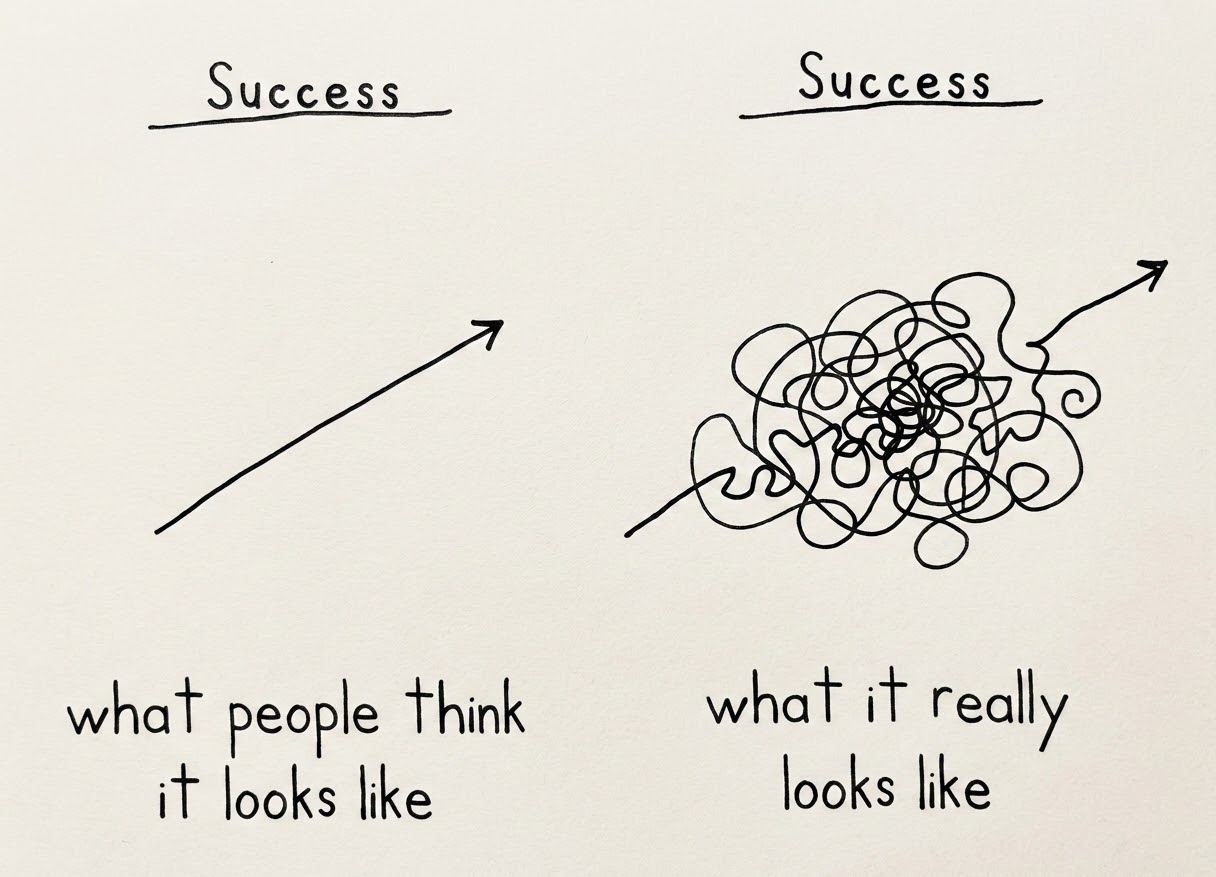 Success
what people think
it looks like
Success
what it really
looks like